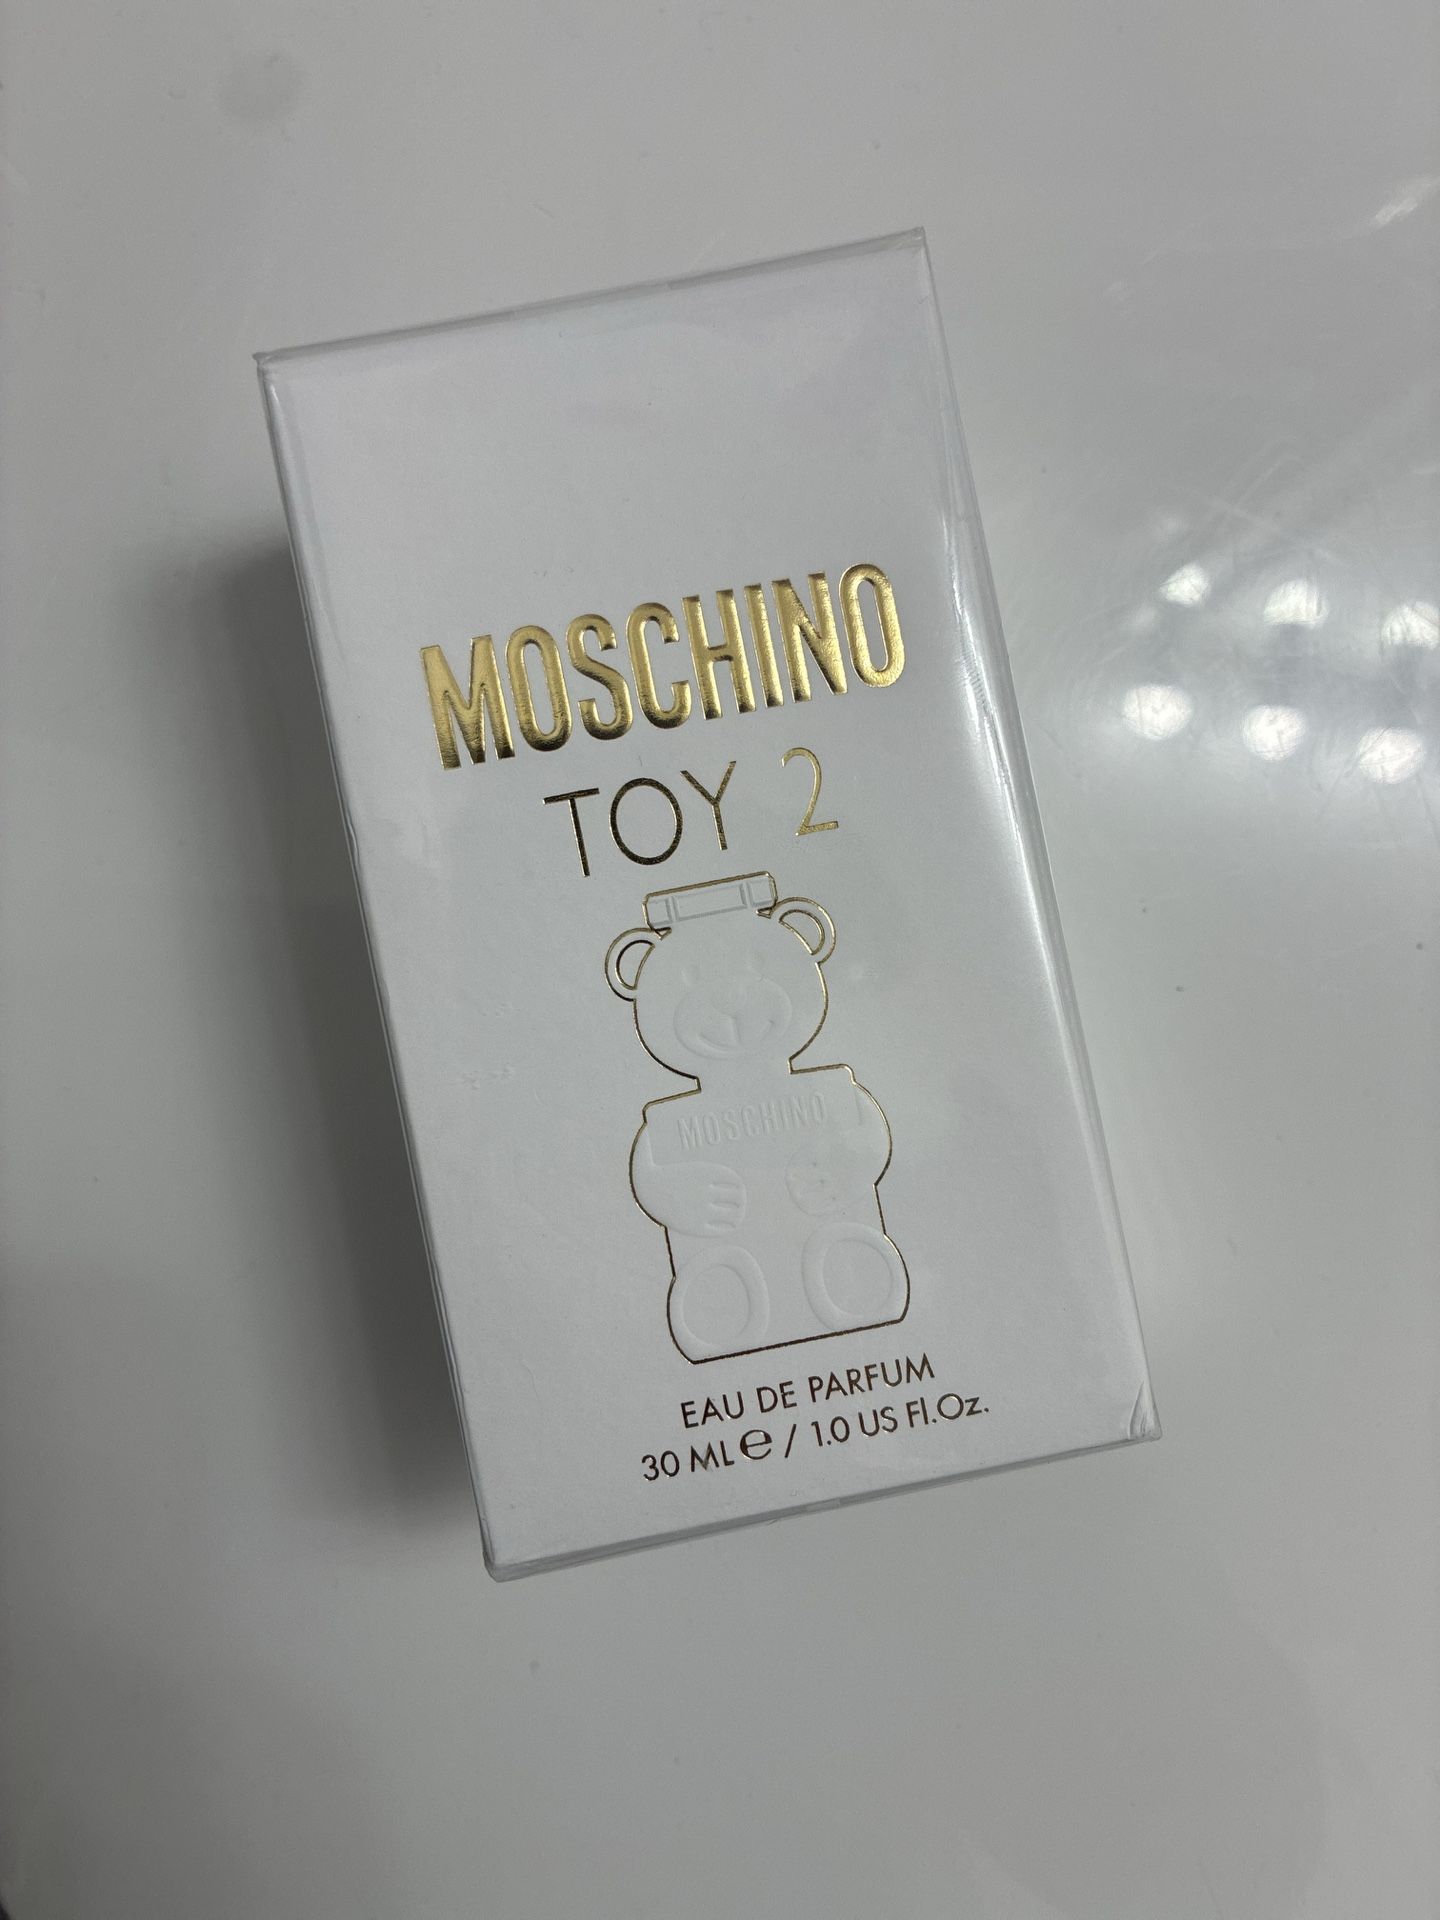 MOSCHINO
TOY 2
MOSCHINO
EAU DE PARFUM
30 ML ℮ / 1.0 US Fl.Oz.